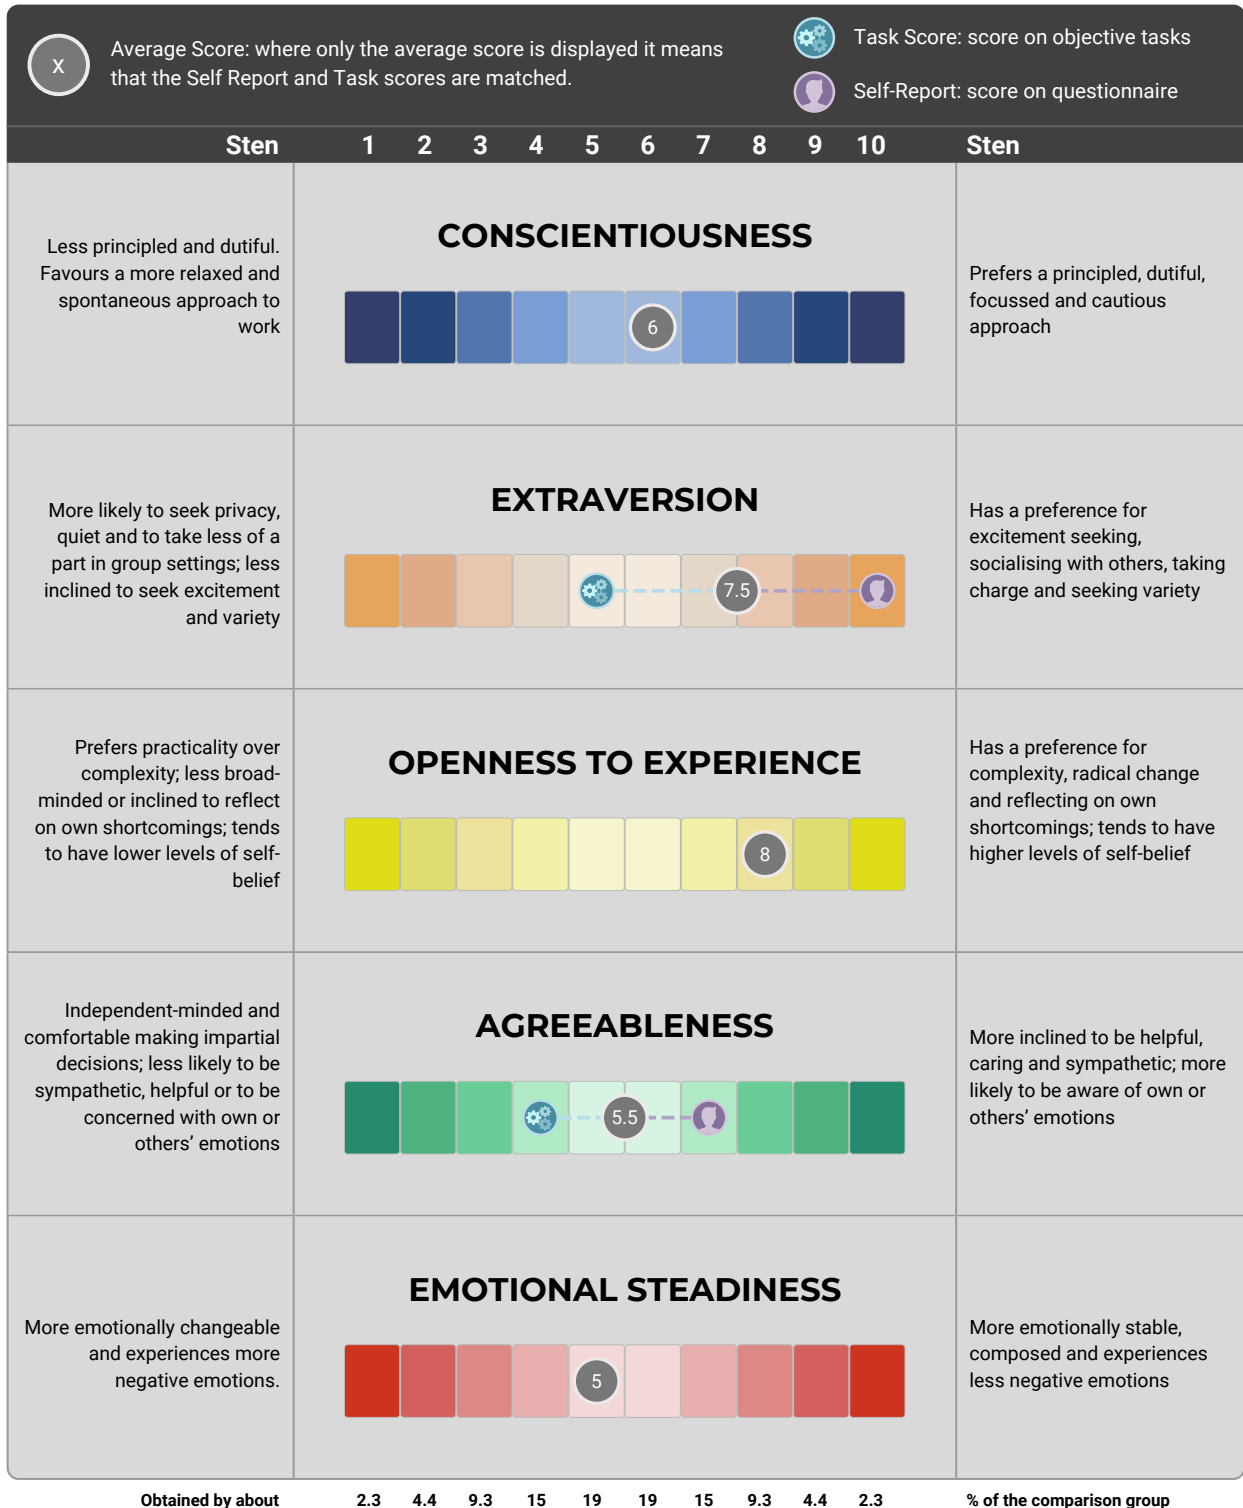 X
Average Score: where only the average score is displayed it means
that the Self Report and Task scores are matched.
Task Score: score on objective tasks
Self-Report: score on questionnaire
Sten 1 2 3 4 5 6 7 8 9 10 Sten
Less principled and dutiful.
Favours a more relaxed and
spontaneous approach to
work
CONSCIENTIOUSNESS
6
Prefers a principled, dutiful,
focussed and cautious
approach
More likely to seek privacy,
quiet and to take less of a
part in group settings; less
inclined to seek excitement
and variety
EXTRAVERSION
7.5
Has a preference for
excitement seeking,
socialising with others, taking
charge and seeking variety
Prefers practicality over
complexity; less broad-
minded or inclined to reflect
on own shortcomings; tends
to have lower levels of self-
belief
OPENNESS TO EXPERIENCE
8
Has a preference for
complexity, radical change
and reflecting on own
shortcomings; tends to have
higher levels of self-belief
Independent-minded and
comfortable making impartial
decisions; less likely to be
sympathetic, helpful or to be
concerned with own or
others’ emotions
AGREEABLENESS
5.5
More inclined to be helpful,
caring and sympathetic; more
likely to be aware of own or
others’ emotions
More emotionally changeable
and experiences more
negative emotions.
EMOTIONAL STEADINESS
5
More emotionally stable,
composed and experiences
less negative emotions
Obtained by about 2.3 4.4 9.3 15 19 19 15 9.3 4.4 2.3 % of the comparison group